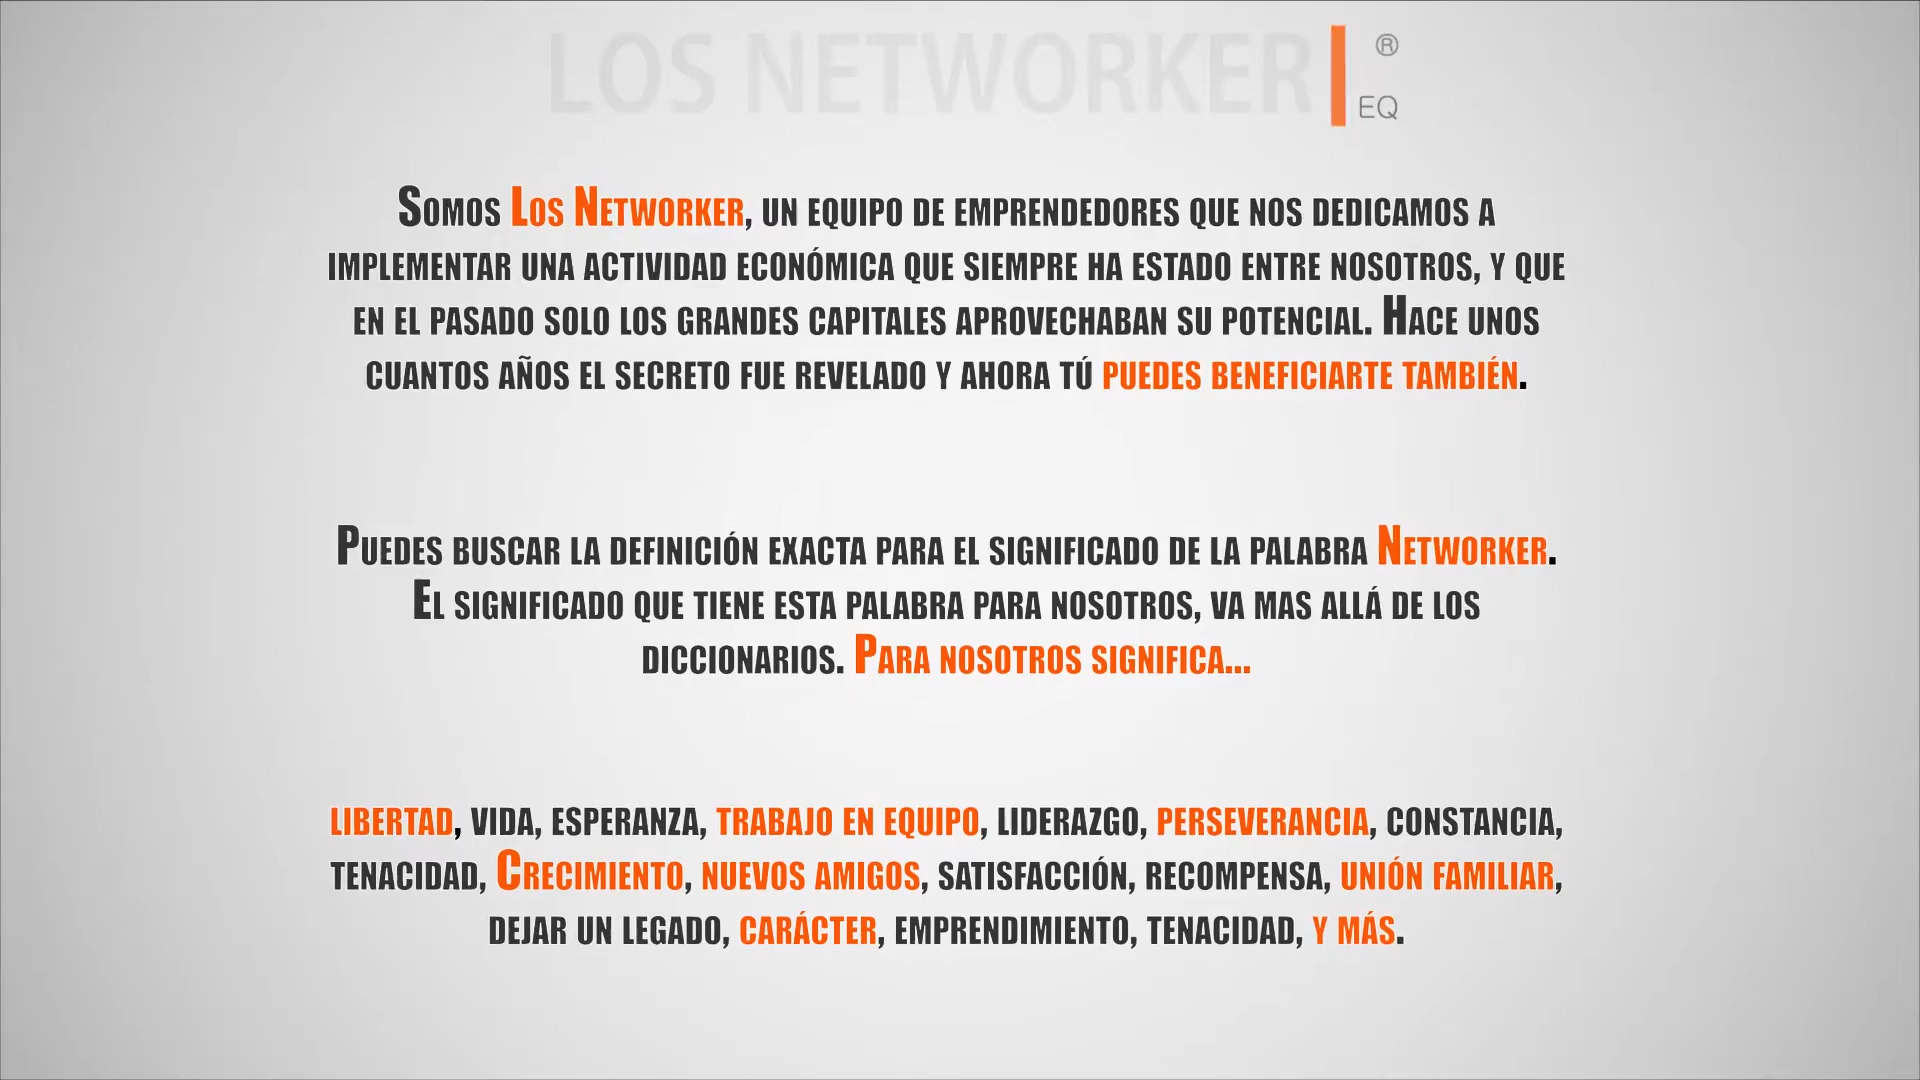 LOS NETWORKER ®
EQ
Somos Los Networker, un equipo de emprendedores que nos dedicamos a
implementar una actividad económica que siempre ha estado entre nosotros, y que
en el pasado solo los grandes capitales aprovechaban su potencial. Hace unos
cuantos años el secreto fue revelado y ahora tú puedes beneficiarte también.
Puedes buscar la definición exacta para el significado de la palabra Networker.
El significado que tiene esta palabra para nosotros, va mas allá de los
diccionarios. Para nosotros significa...
libertad, vida, esperanza, trabajo en equipo, liderazgo, perseverancia, constancia,
tenacidad, Crecimiento, nuevos amigos, satisfacción, recompensa, unión familiar,
dejar un legado, carácter, emprendimiento, tenacidad, y más.